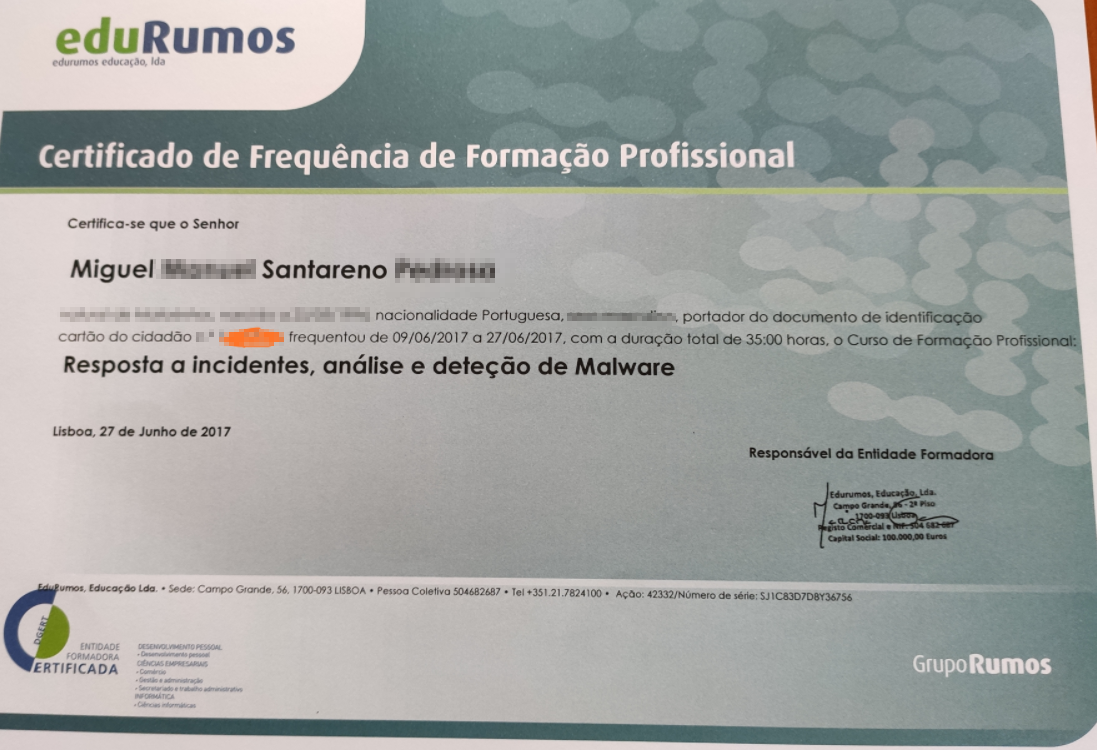 eduRumos
edurumos educação, lda
Certificado de Frequência de Formação Profissional
Certifica-se que o Senhor
Miguel Santareno
nacionalidade Portuguesa, , portador do documento de identificação
cartão do cidadão frequentou de 09/06/2017 a 27/06/2017, com a duração total de 35:00 horas, o Curso de Formação Profissional:
Resposta a incidentes, análise e deteção de Malware
Lisboa, 27 de Junho de 2017
Responsável da Entidade Formadora
Edurumos, Educação, Lda.
Campo Grande, - 2º Piso
1700-093 Lisboa
Registo Comercial e NIF: 504 682 687
Capital Social: 100.000,00 Euros
EduRumos, Educação Lda. • Sede: Campo Grande, 56, 1700-093 LISBOA • Pessoa Coletiva 504682687 • Tel +351.21.7824100 • Ação: 42332/Número de série: SJ1C83D7D8Y36756
DGERT
ENTIDADE
FORMADORA
CERTIFICADA
DESENVOLVIMENTO PESSOAL
- Desenvolvimento pessoal
CIÊNCIAS EMPRESARIAIS
- Comércio
- Gestão e administração
- Secretariado e trabalho administrativo
INFORMÁTICA
- Ciências informáticas
GrupoRumos